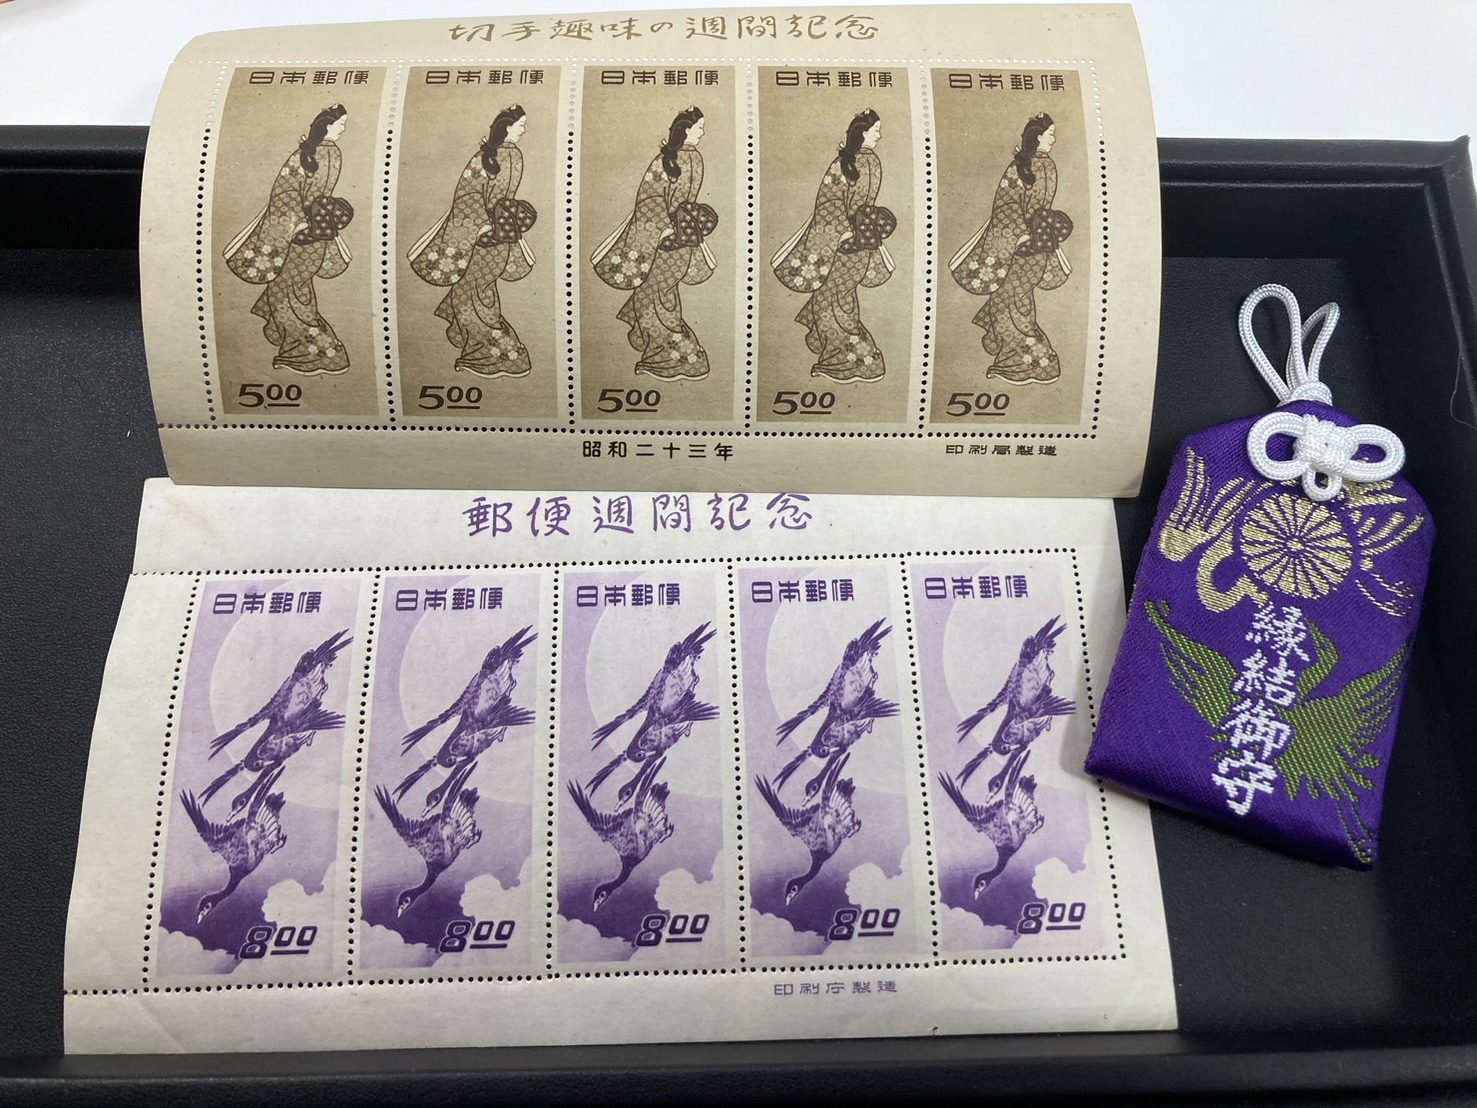 切手趣味の週間記念
日本郵便 日本郵便 日本郵便 日本郵便 日本郵便
5.00 5.00 5.00 5.00 5.00
昭和二十三年
印刷局製造
郵便週間記念
日本郵便 日本郵便 日本郵便 日本郵便 日本郵便
8.00 8.00 8.00 8.00 8.00
印刷庁製造
縁結御守